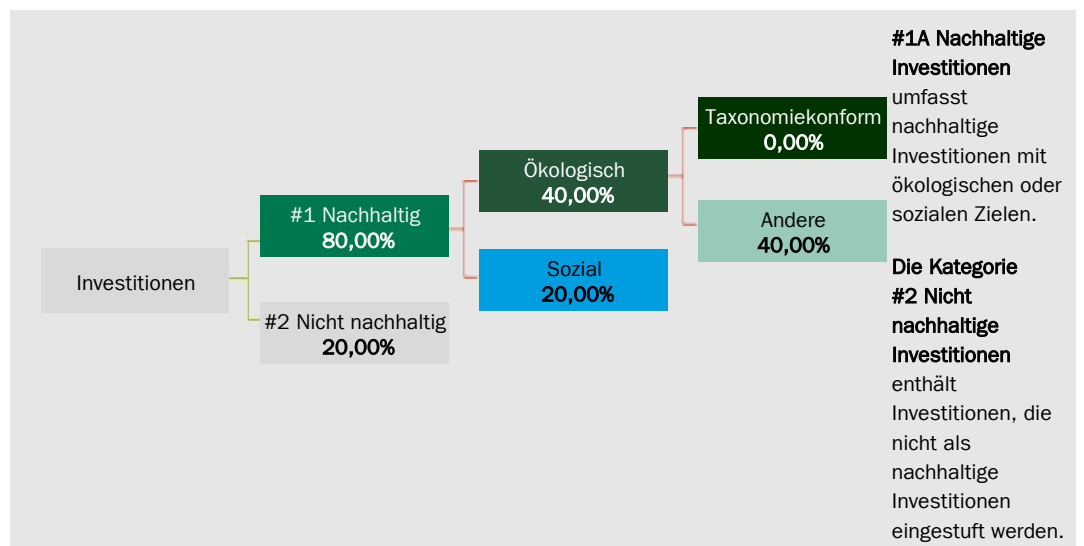 Investitionen
#1 Nachhaltig
80,00%
#2 Nicht nachhaltig
20,00%
Ökologisch
40,00%
Sozial
20,00%
Taxonomiekonform
0,00%
Andere
40,00%
#1A Nachhaltige
Investitionen
umfasst
nachhaltige
Investitionen mit
ökologischen oder
sozialen Zielen.
Die Kategorie
#2 Nicht
nachhaltige
Investitionen
enthält
Investitionen, die
nicht als
nachhaltige
Investitionen
eingestuft werden.